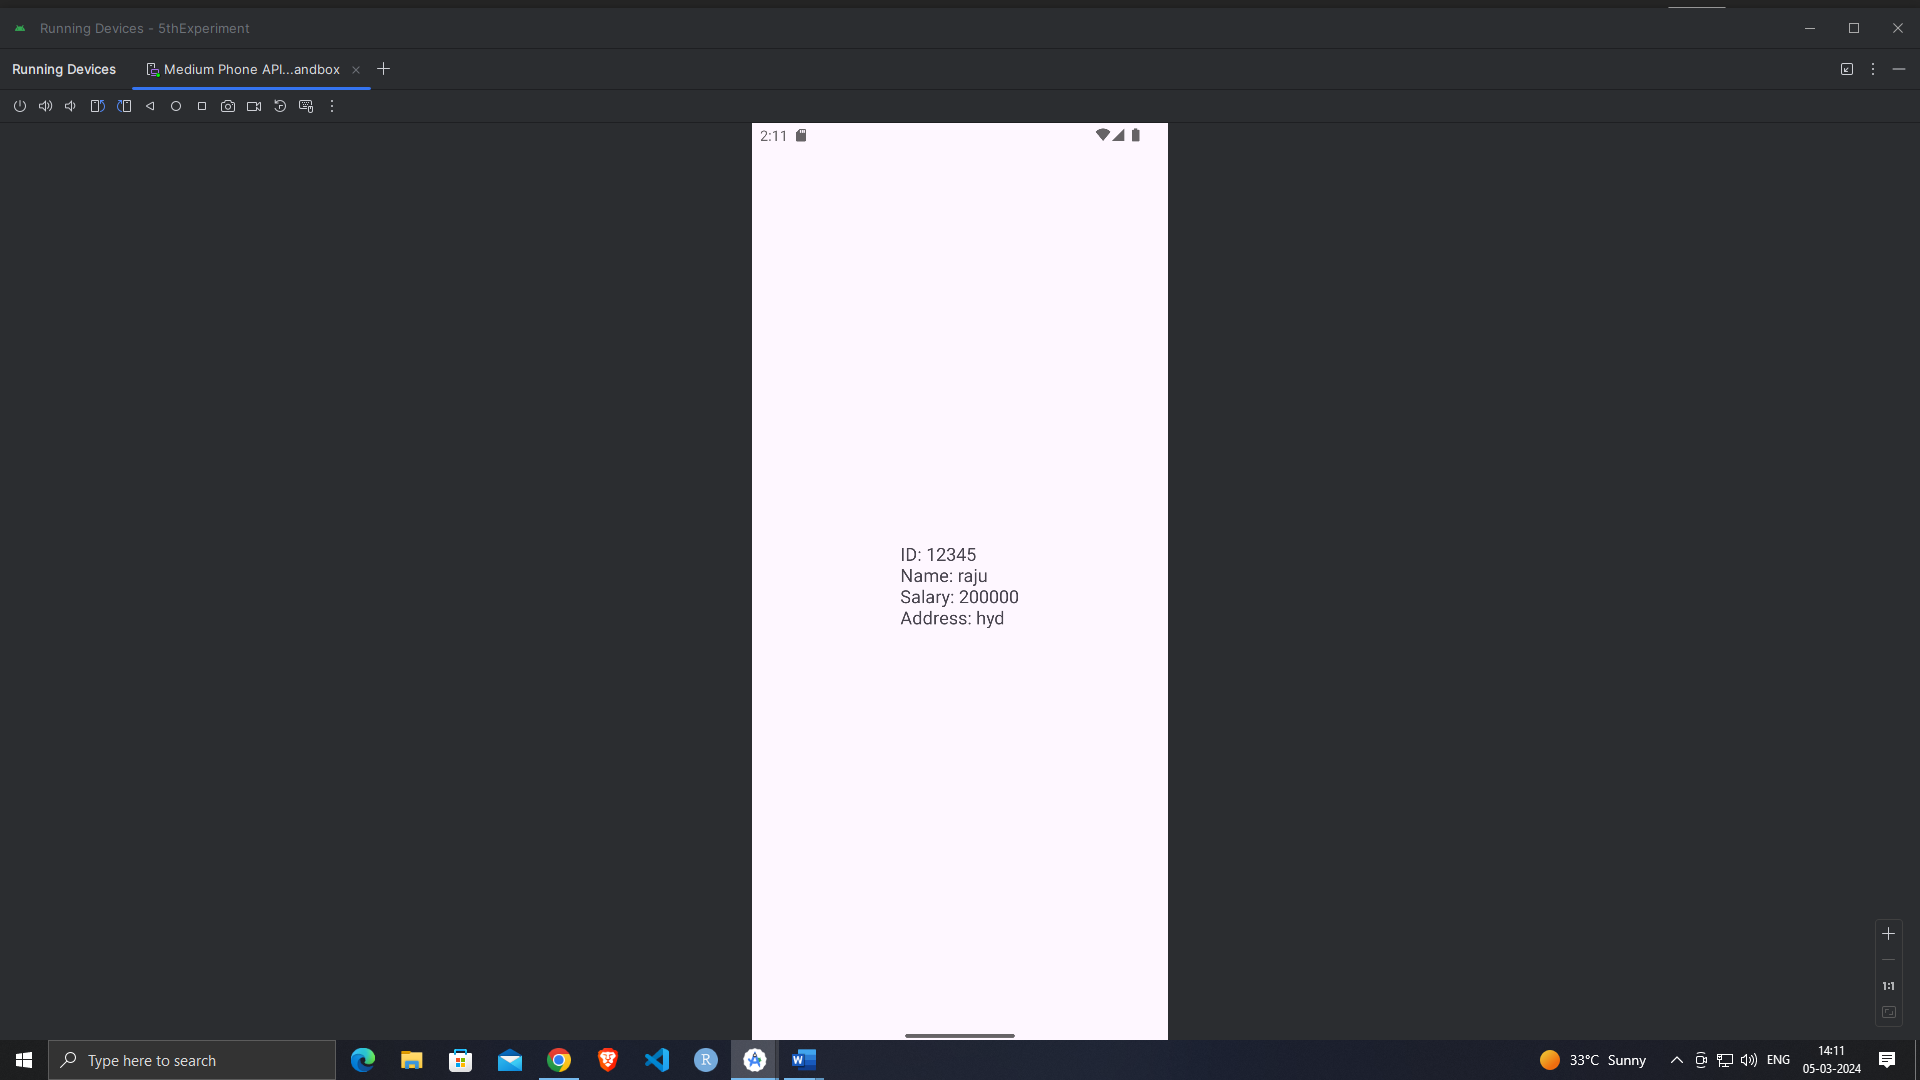 Running Devices - 5thExperiment
Running Devices
Medium Phone API...andbox
2:11
ID: 12345
Name: raju
Salary: 200000
Address: hyd
1:1
Type here to search
R
W
33°C Sunny
ENG
14:11
05-03-2024